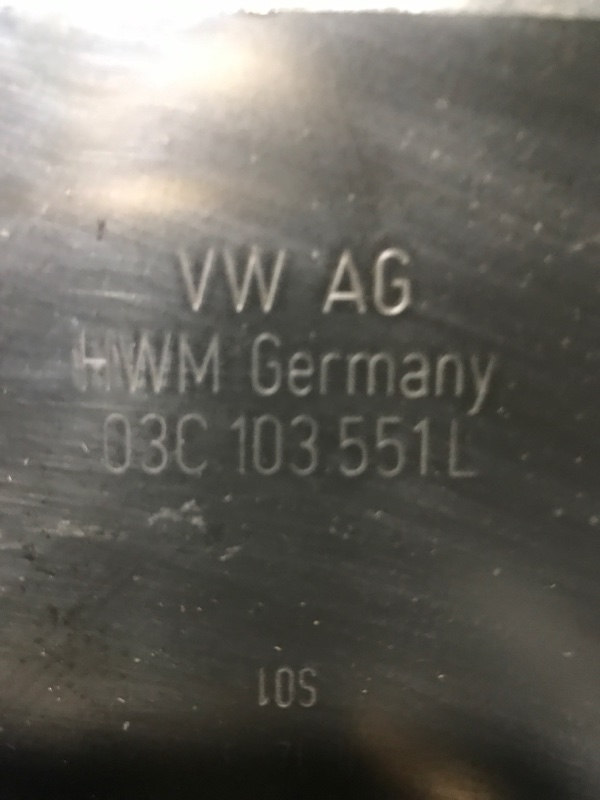 VW AG
HWM Germany
03C.103.551.L
S01